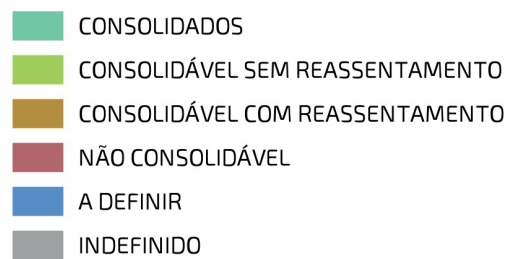 CONSOLIDADOS
CONSOLIDÁVEL SEM REASSENTAMENTO
CONSOLIDÁVEL COM REASSENTAMENTO
NÃO CONSOLIDÁVEL
A DEFINIR
INDEFINIDO